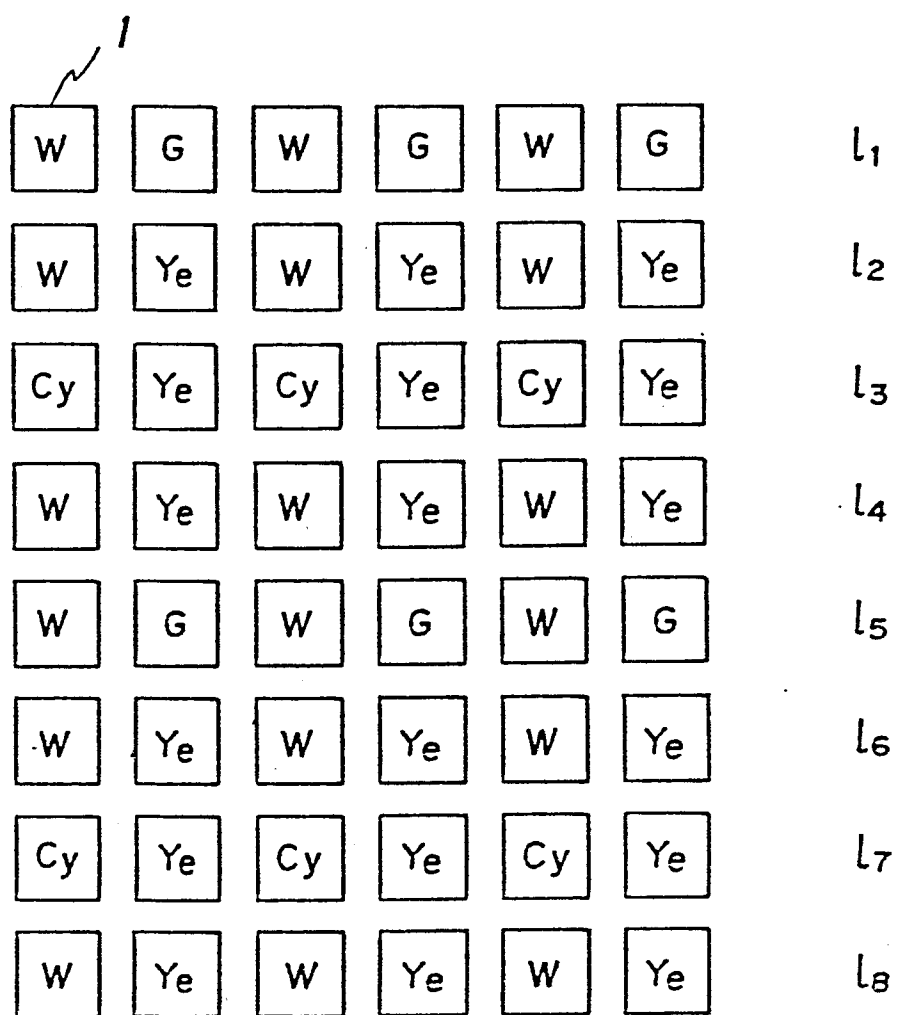 1
W G W G W G l1
W Ye W Ye W Ye l2
Cy Ye Cy Ye Cy Ye l3
W Ye W Ye W Ye l4
W G W G W G l5
W Ye W Ye W Ye l6
Cy Ye Cy Ye Cy Ye l7
W Ye W Ye W Ye l8